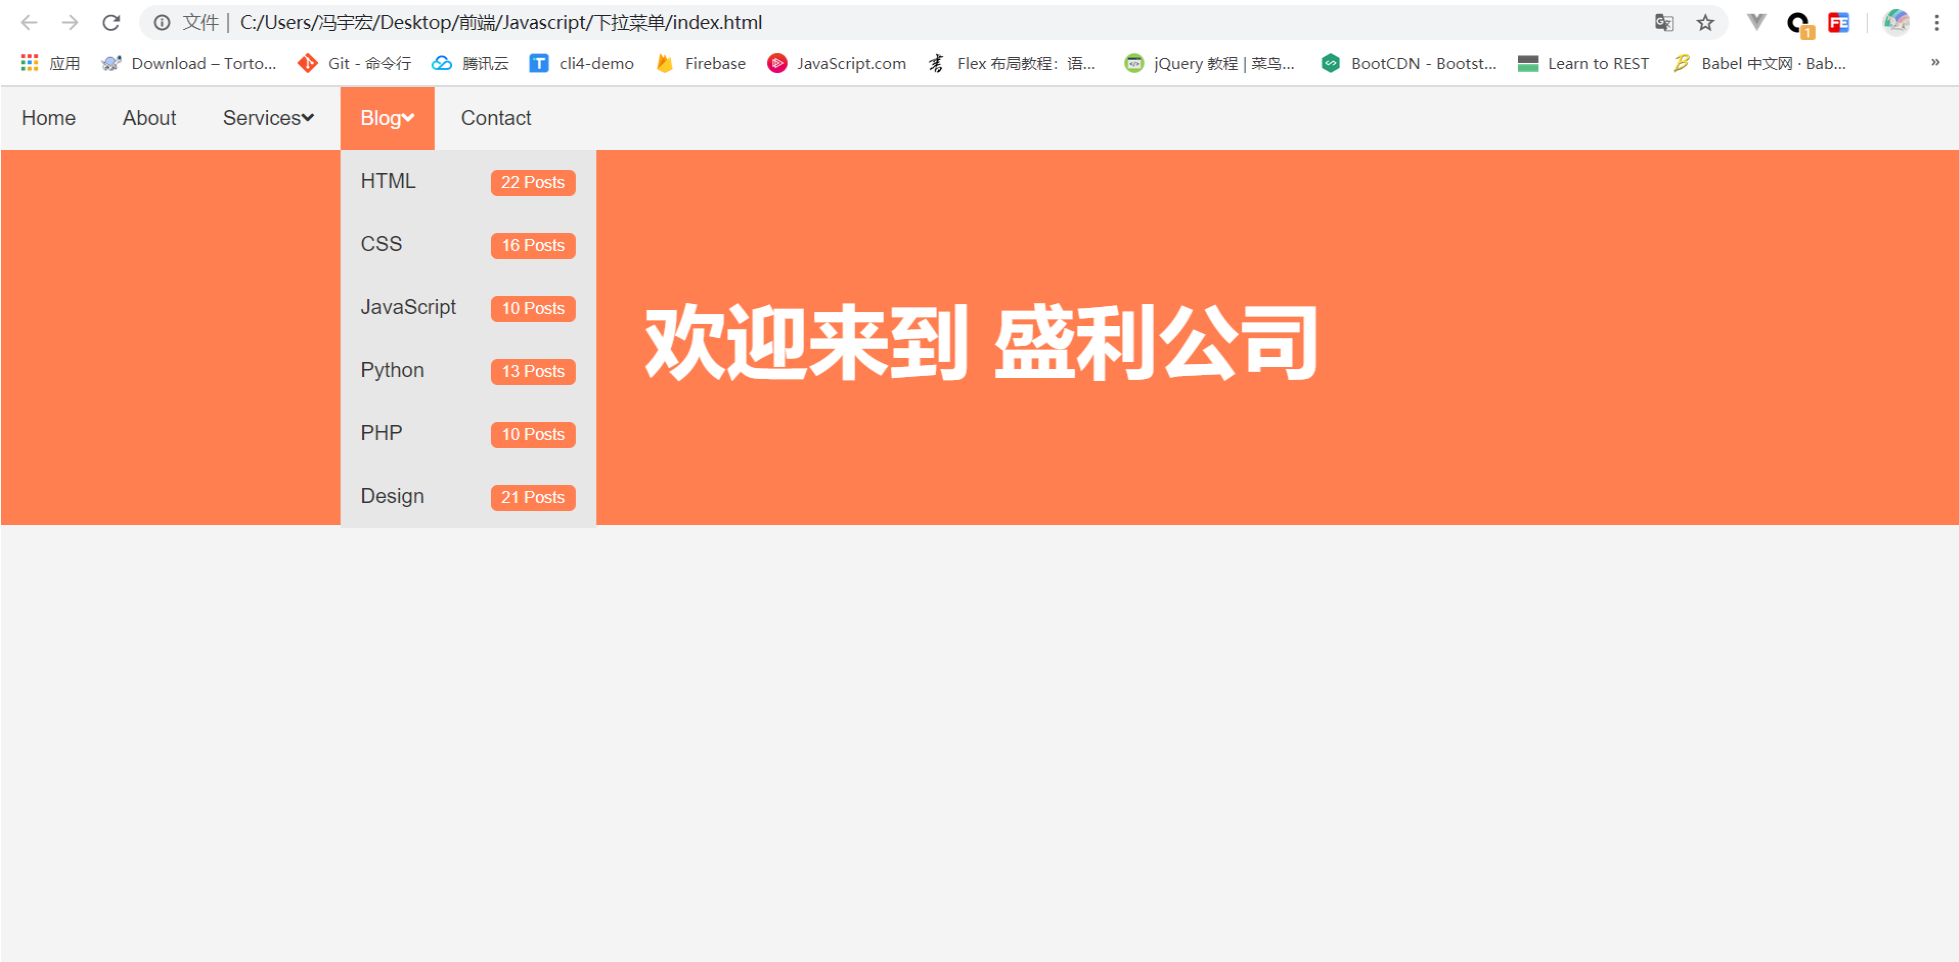 文件 | C:/Users/冯宇宏/Desktop/前端/Javascript/下拉菜单/index.html
1 FE
应用 Download – Torto... Git - 命令行 腾讯云 T cli4-demo Firebase JavaScript.com 书 Flex 布局教程：语... jQuery 教程 | 菜鸟... BootCDN - Bootst... Learn to REST B Babel 中文网 · Bab... »
Home About Services Blog Contact
HTML 22 Posts
CSS 16 Posts
JavaScript 10 Posts
Python 13 Posts
PHP 10 Posts
Design 21 Posts
欢迎来到 盛利公司